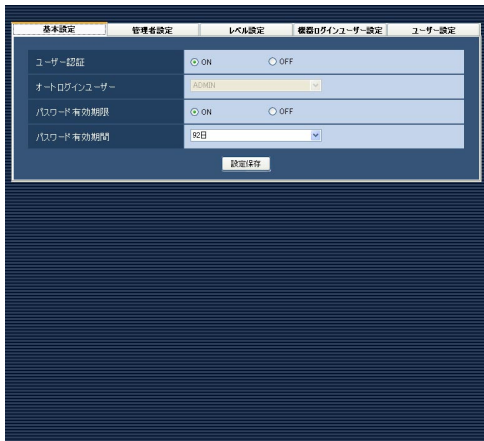 基本設定 管理者設定 レベル設定 機器ログインユーザー設定 ユーザー設定
ユーザー認証 ON OFF
オートログインユーザー ADMIN
パスワード有効期限 ON OFF
パスワード有効期間 92日
設定保存